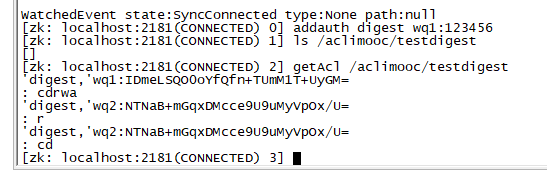 WatchedEvent state:SyncConnected type:None path:null
[zk: localhost:2181(CONNECTED) 0] addauth digest wq1:123456
[zk: localhost:2181(CONNECTED) 1] ls /aclimooc/testdigest
[]
[zk: localhost:2181(CONNECTED) 2] getAcl /aclimooc/testdigest
'digest,'wq1:IDmeLSQO0oYfQfn+TUmM1T+UyGM=
: cdrwa
'digest,'wq2:NTNaB+mGqxDMcce9U9uMyVpOx/U=
: r
'digest,'wq2:NTNaB+mGqxDMcce9U9uMyVpOx/U=
: cd
[zk: localhost:2181(CONNECTED) 3]